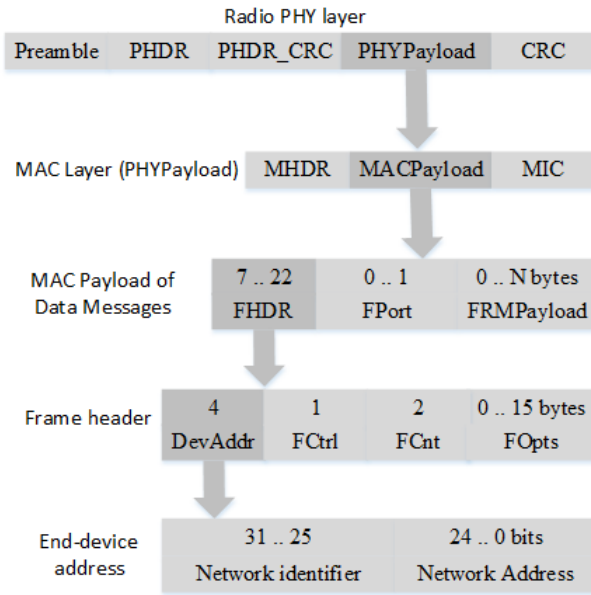 Radio PHY layer
Preamble PHDR PHDR_CRC PHYPayload CRC
MAC Layer (PHYPayload) MHDR MACPayload MIC
MAC Payload of Data Messages
7 .. 22 0 .. 1 0 .. N bytes
FHDR FPort FRMPayload
Frame header
4 1 2 0 .. 15 bytes
DevAddr FCtrl FCnt FOpts
End-device address
31 .. 25 24 .. 0 bits
Network identifier Network Address